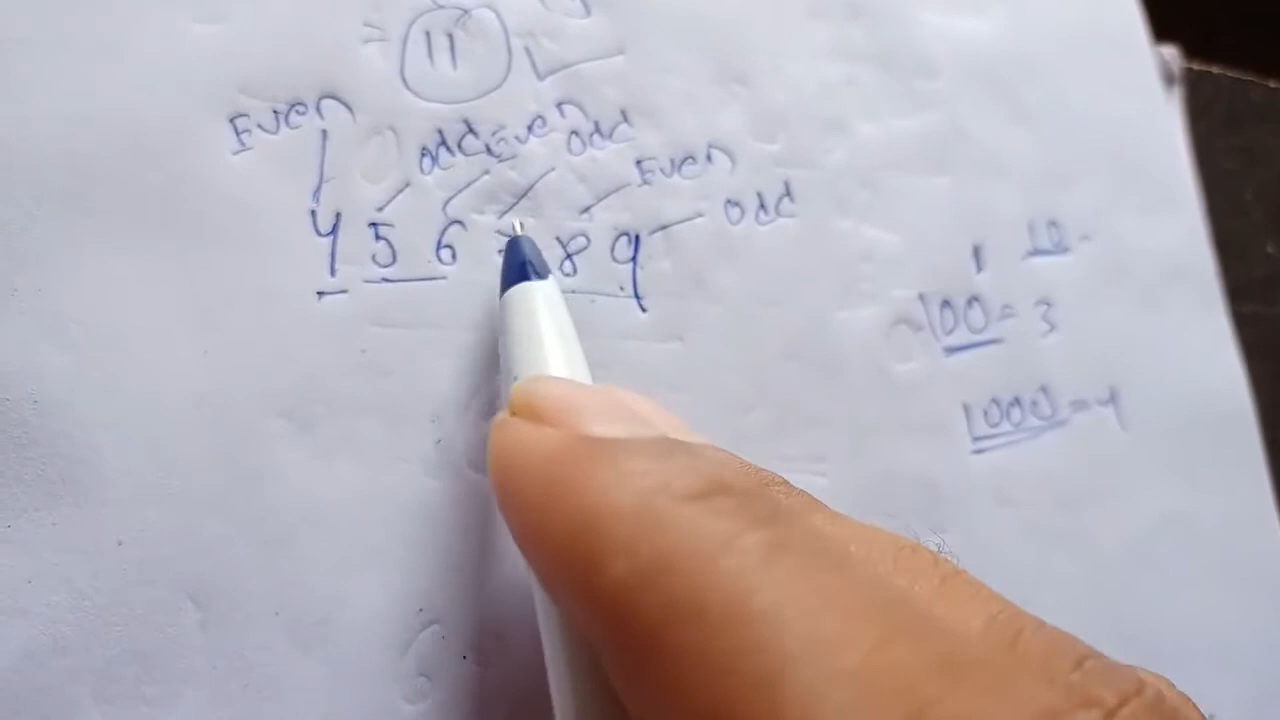 = 11
Even odd Even odd Even odd
4 5 6 8 9
1 10
100 = 3
1000 = 4